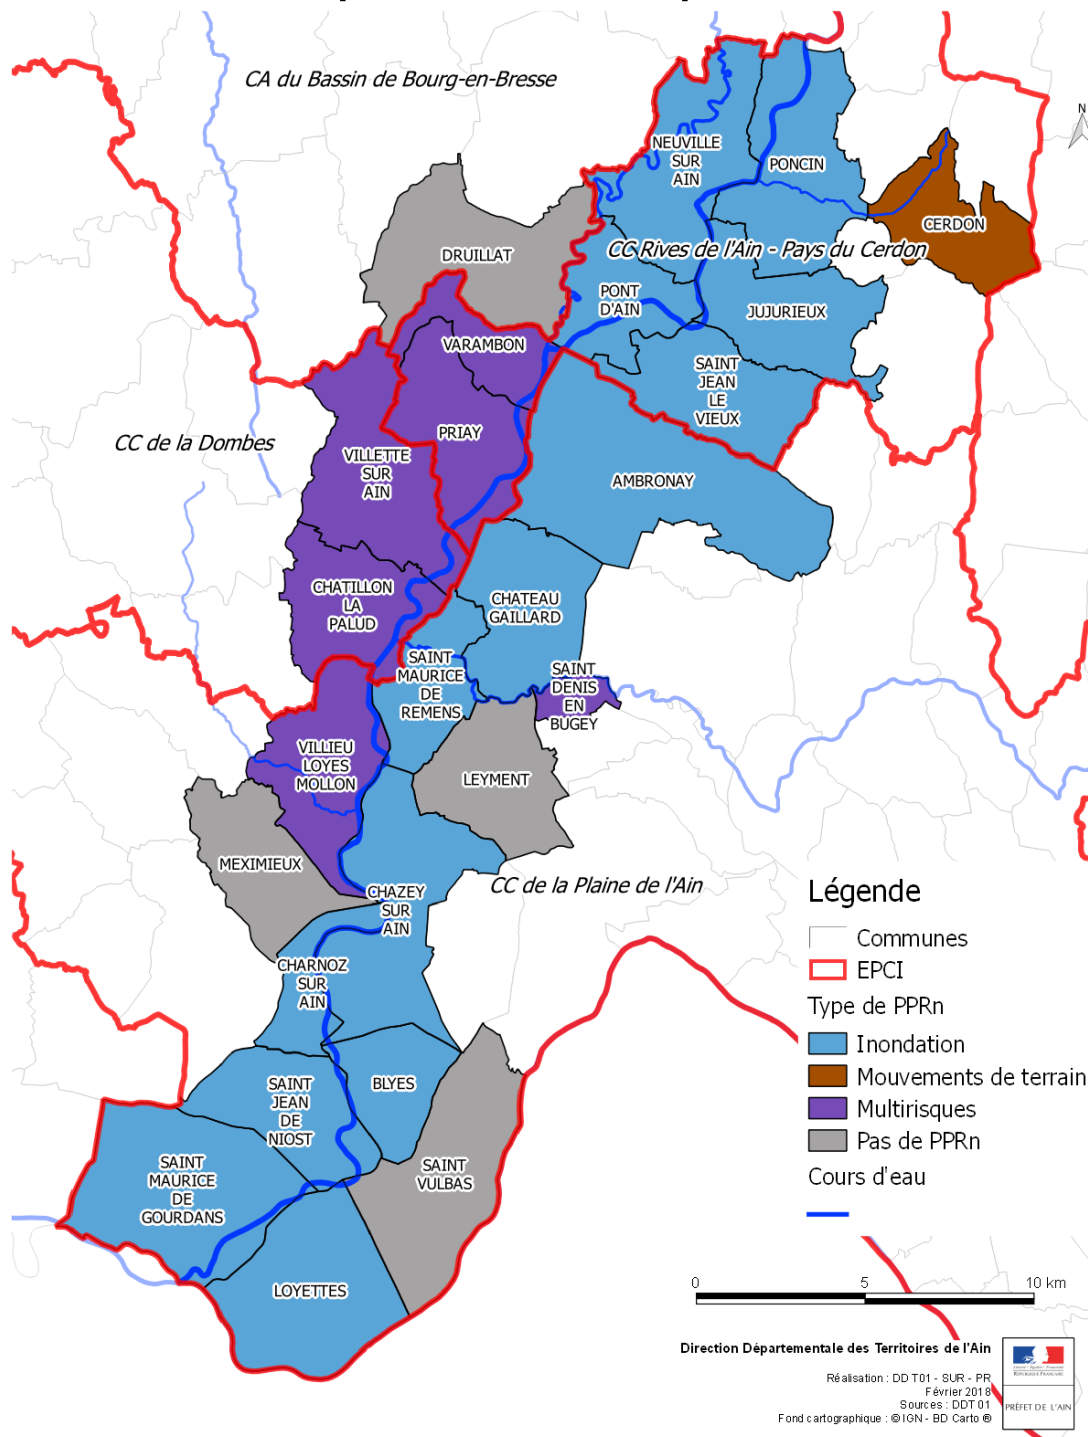 CA du Bassin de Bourg-en-Bresse
N
NEUVILLE
SUR
AIN
PONCIN
CERDON
DRUILLAT
CC Rives de l'Ain - Pays du Cerdon
PONT
D'AIN
JUJURIEUX
VARAMBON
SAINT
JEAN
LE
VIEUX
CC de la Dombes
PRIAY
VILLETTE
SUR
AIN
AMBRONAY
CHATILLON
LA
PALUD
CHATEAU
GAILLARD
SAINT
MAURICE
DE
REMENS
SAINT
DENIS
EN
BUGEY
VILLIEU
LOYES
MOLLON
LEYMENT
MEXIMIEUX
CHAZEY
SUR
AIN
CC de la Plaine de l'Ain
CHARNOZ
SUR
AIN
BLYES
SAINT
JEAN
DE
NIOST
SAINT
VULBAS
SAINT
MAURICE
DE
GOURDANS
LOYETTES
Légende
Communes
EPCI
Type de PPRn
Inondation
Mouvements de terrain
Multirisques
Pas de PPRn
Cours d'eau
0 5 10 km
Direction Départementale des Territoires de l'Ain
Réalisation : DDT01 - SUR - PR
Février 2018
Sources : DDT01
Fond cartographique : © IGN - BD Carto ®
RÉPUBLIQUE FRANÇAISE
PRÉFET DE L'AIN